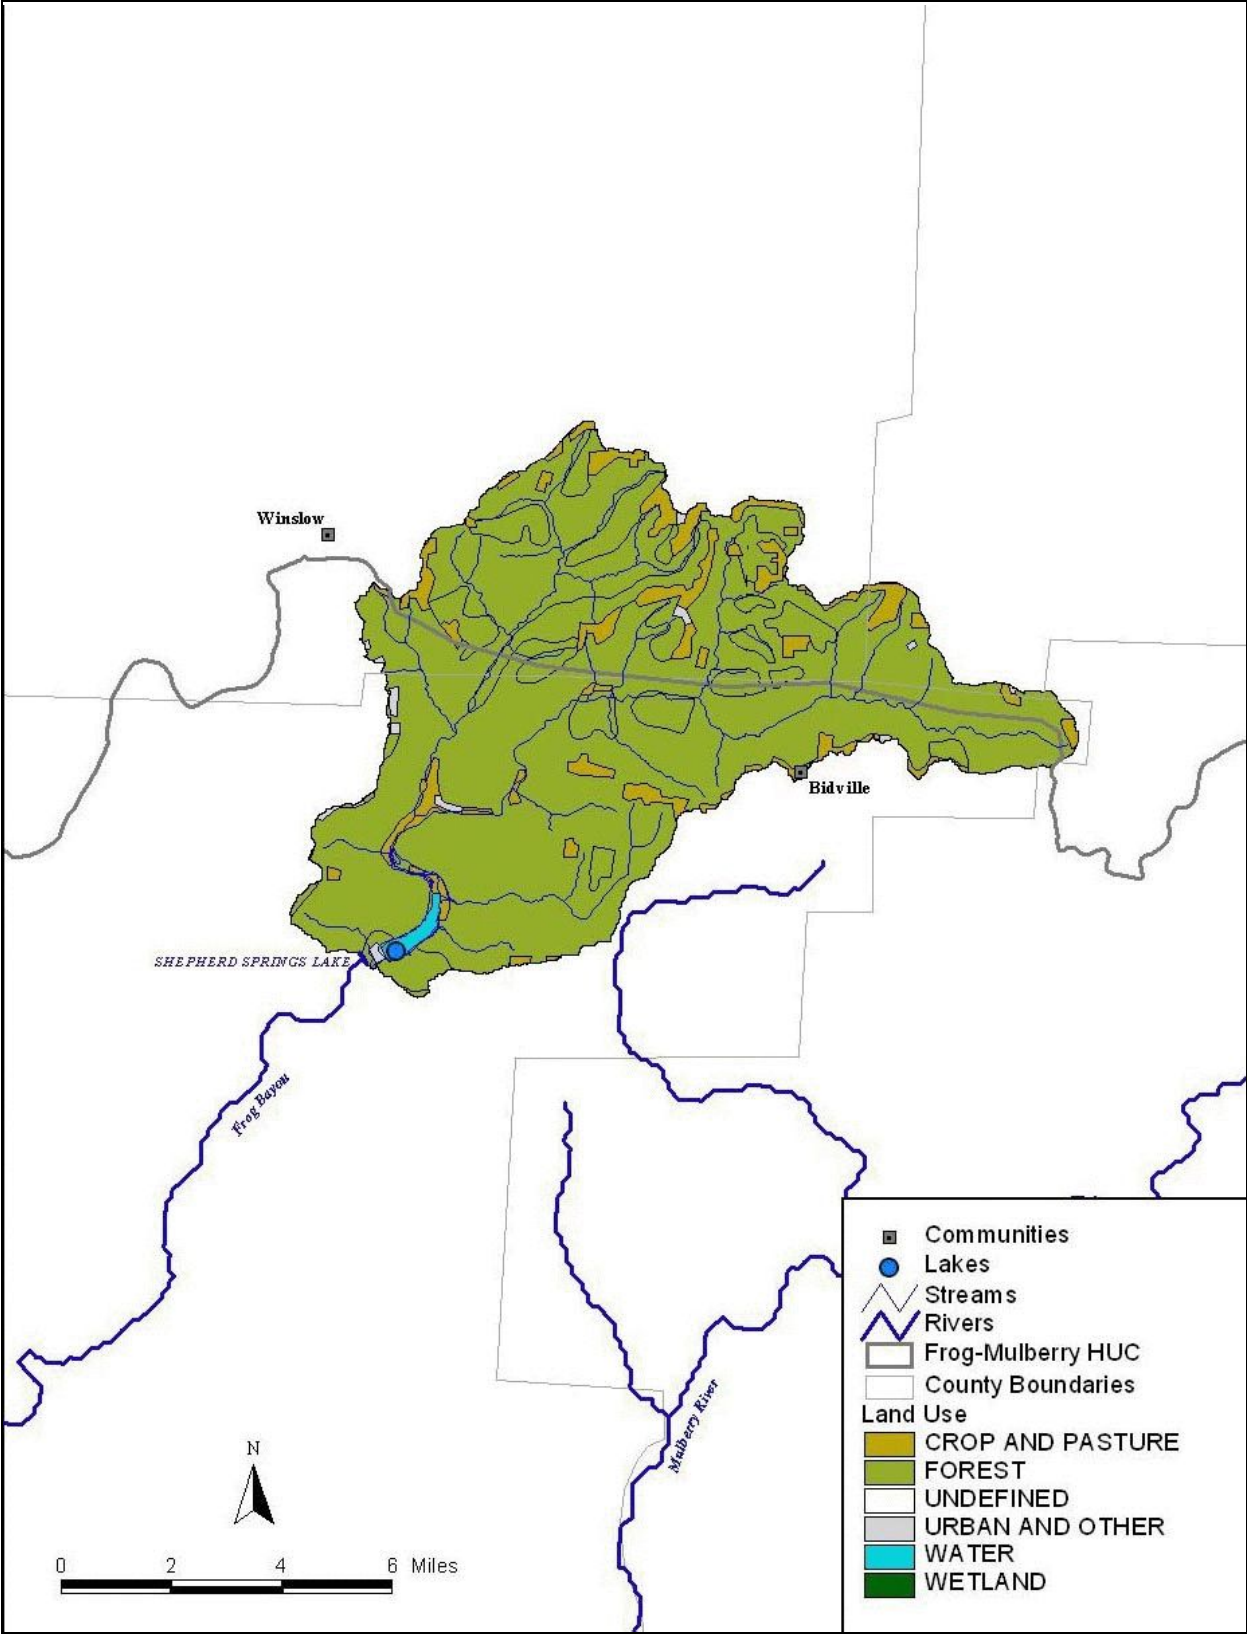 Winslow
Bidville
SHEPHERD SPRINGS LAKE
Frog Bayou
Mulberry River
Communities
Lakes
Streams
Rivers
Frog-Mulberry HUC
County Boundaries
Land Use
CROP AND PASTURE
FOREST
UNDEFINED
URBAN AND OTHER
WATER
WETLAND
N
0 2 4 6 Miles